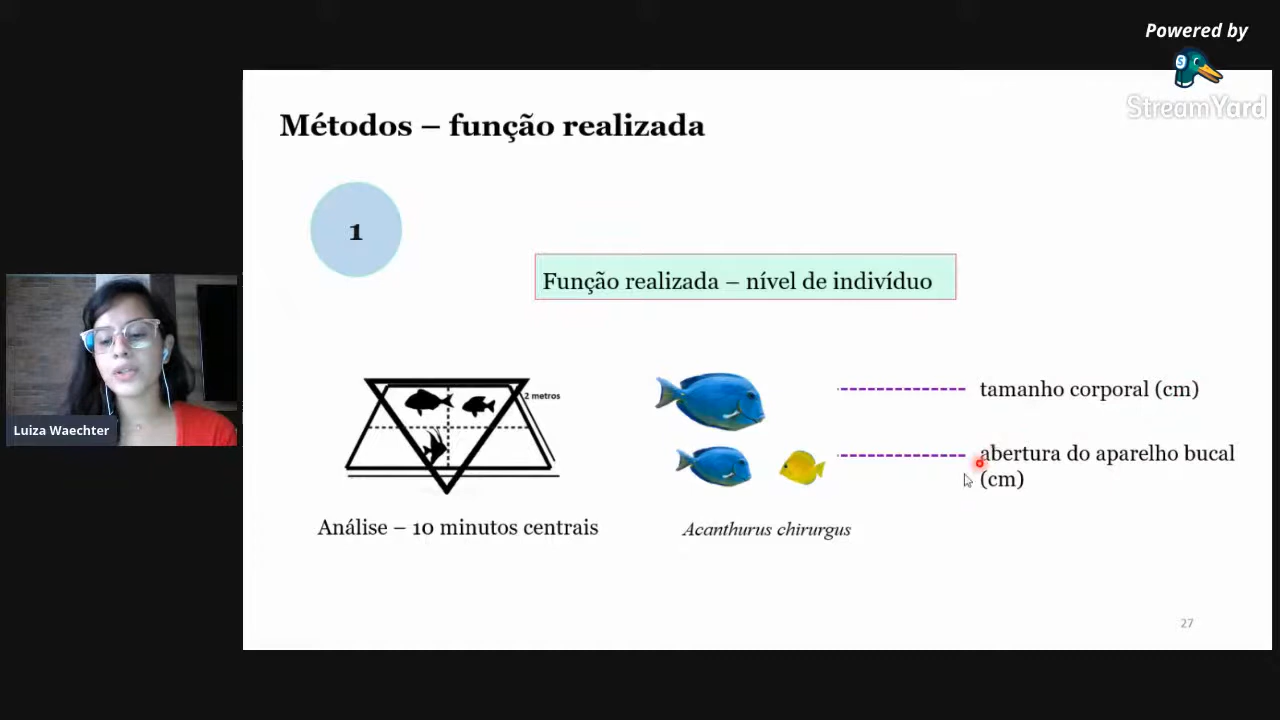 Powered by
StreamYard
Métodos – função realizada
1
Função realizada – nível de indivíduo
2 metros
tamanho corporal (cm)
abertura do aparelho bucal
(cm)
Luiza Waechter
Análise – 10 minutos centrais
Acanthurus chirurgus
27